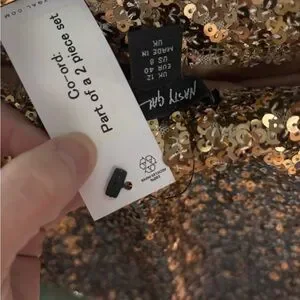 Co-ord:
Part of a 2 piece set
NASTY GAL
UK 12
EUR 40
US 8
MADE IN
UK